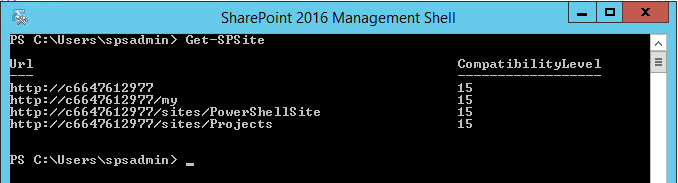 SharePoint 2016 Management Shell
PS C:\Users\spsadmin> Get-SPSite
Url CompatibilityLevel
--- ------------------
http://c6647612977 15
http://c6647612977/my 15
http://c6647612977/sites/PowerShellSite 15
http://c6647612977/sites/Projects 15
PS C:\Users\spsadmin> _